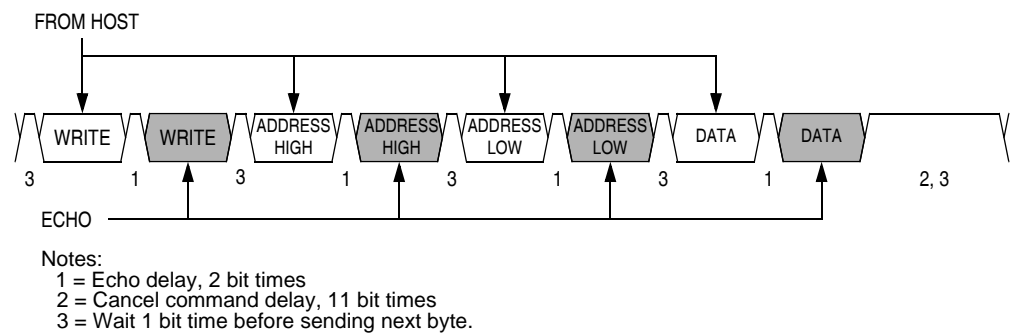 FROM HOST
WRITE WRITE ADDRESS HIGH ADDRESS HIGH ADDRESS LOW ADDRESS LOW DATA DATA
3 1 3 1 3 1 3 1 2, 3
ECHO
Notes:
1 = Echo delay, 2 bit times
2 = Cancel command delay, 11 bit times
3 = Wait 1 bit time before sending next byte.